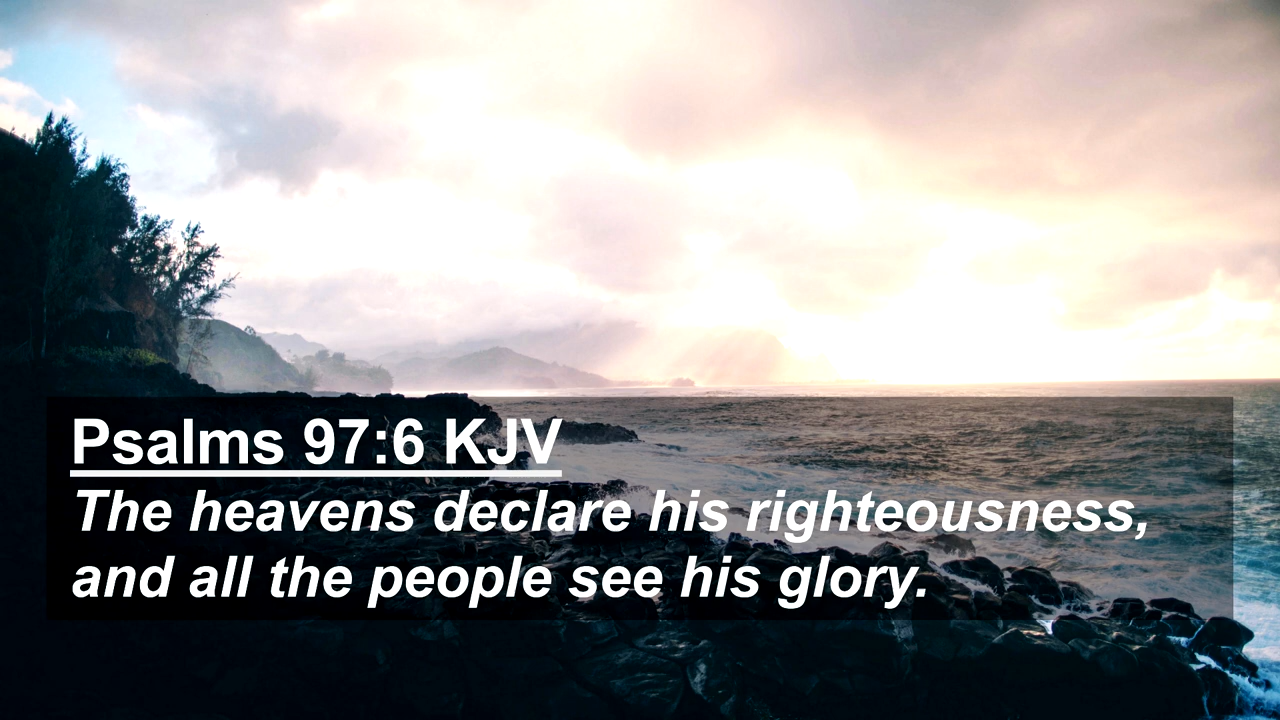 Psalms 97:6 KJV
The heavens declare his righteousness,
and all the people see his glory.